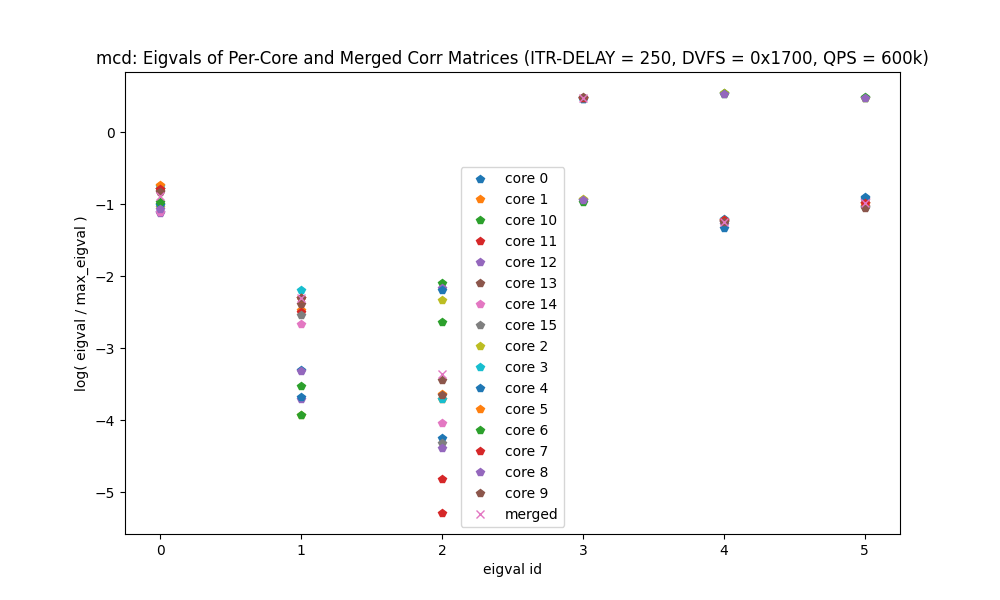 mcd: Eigvals of Per-Core and Merged Corr Matrices (ITR-DELAY = 250, DVFS = 0x1700, QPS = 600k)
log( eigval / max_eigval )
0
−1
−2
−3
−4
−5
core 0
core 1
core 10
core 11
core 12
core 13
core 14
core 15
core 2
core 3
core 4
core 5
core 6
core 7
core 8
core 9
merged
0 1 2 3 4 5
eigval id